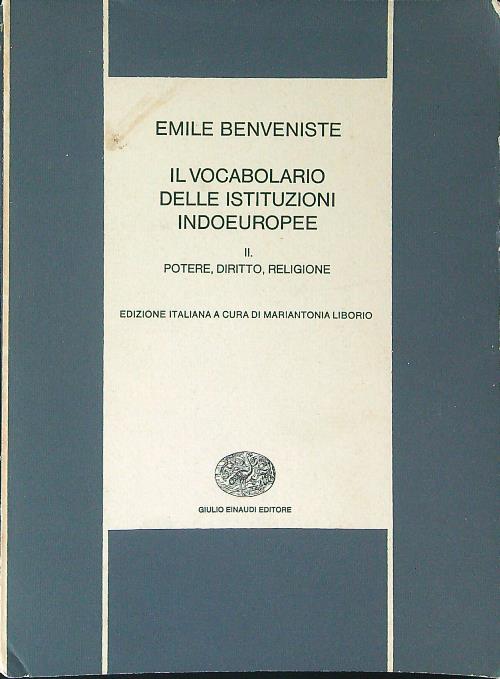 EMILE BENVENISTE
IL VOCABOLARIO
DELLE ISTITUZIONI
INDOEUROPEE
II.
POTERE, DIRITTO, RELIGIONE
EDIZIONE ITALIANA A CURA DI MARIANTONIA LIBORIO
GIULIO EINAUDI EDITORE